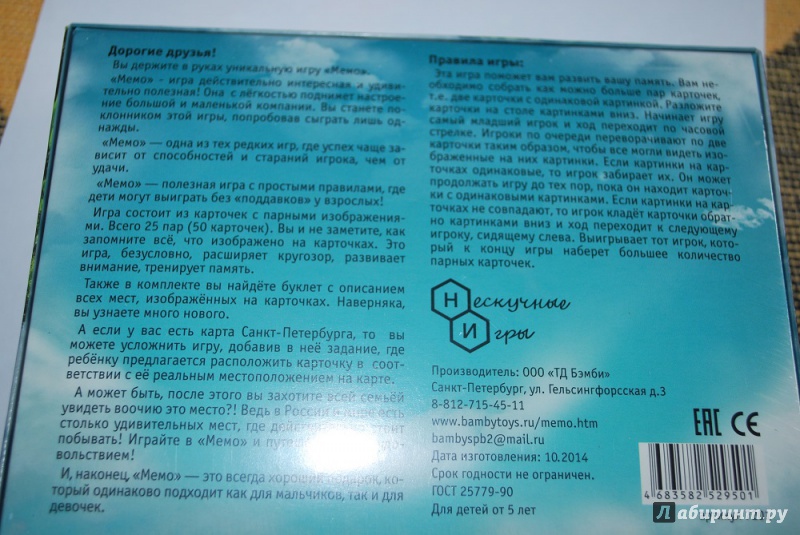 Дорогие друзья!
Вы держите в руках уникальную игру «Мемо».
«Мемо» - игра действительно интересная и удиви-
тельно полезная! Она с лёгкостью поднимет настрое-
ние большой и маленькой компании. Вы станете по-
клонником этой игры, попробовав сыграть лишь од-
нажды.
«Мемо» — одна из тех редких игр, где успех чаще за-
висит от способностей и стараний игрока, чем от
удачи.
«Мемо» — полезная игра с простыми правилами, где
дети могут выиграть без «поддавков» у взрослых!
Игра состоит из карточек с парными изображения-
ми. Всего 25 пар (50 карточек). Вы и не заметите, как
запомните всё, что изображено на карточках. Это
игра, безусловно, расширяет кругозор, развивает
внимание, тренирует память.
Также в комплекте вы найдёте буклет с описанием
всех мест, изображённых на карточках. Наверняка,
вы узнаете много нового.
А если у вас есть карта Санкт-Петербурга, то вы
можете усложнить игру, добавив в неё задание, где
ребёнку предлагается расположить карточку в соот-
ветствии с её реальным местоположением на карте.
А может быть, после этого вы захотите всей семьёй
увидеть воочию это место?! Ведь в России ещё есть
столько удивительных мест, где действительно стоит
побывать! Играйте в «Мемо» и
довольствием!
И, наконец, «Мемо» — это всегда хороший подарок, ко-
торый одинаково подходит как для мальчиков, так и для
девочек.
Правила игры:
Эта игра поможет вам развить вашу память. Вам не-
обходимо собрать как можно больше пар карточек,
т.е. две карточки с одинаковой картинкой. Разложите
карточки на столе картинками вниз. Начинает игру
самый младший игрок и ход переходит по часовой
стрелке. Игроки по очереди переворачивают по две
карточки таким образом, чтобы все могли видеть изо-
браженные на них картинки. Если картинки на кар-
точках одинаковые, то игрок забирает их. Он может
продолжать игру до тех пор, пока он находит карточ-
ки с одинаковыми картинками. Если картинки на кар-
точках не совпадают, то игрок кладёт карточки обрат-
но картинками вниз и ход переходит к следующему
игроку, сидящему слева. Выигрывает тот игрок, кото-
рый к концу игры наберет большее количество
парных карточек.
Нескучные
Игры
Производитель: ООО «ТД Бэмби»
Санкт-Петербург, ул. Гельсингфорсская д.3
8-812-715-45-11
www.bambytoys.ru/memo.htm
bambyspb2@mail.ru
Дата изготовления: 10.2014
Срок годности не ограничен.
ГОСТ 25779-90
Для детей от 5 лет
EAC CE
4 683582 529501
Лабиринт.ру